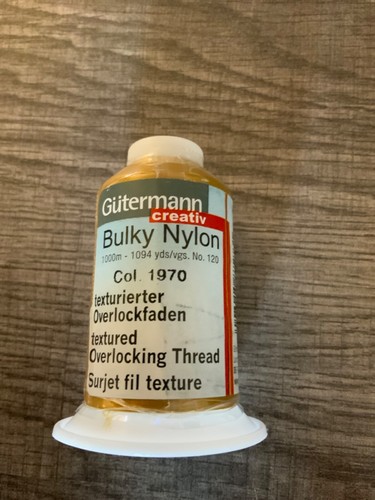 Gütermann
creativ
Bulky Nylon
1000m - 1094 yds/vgs. No. 120
Col. 1970
texturierter
Overlockfaden
textured
Overlocking Thread
Surjet fil texture